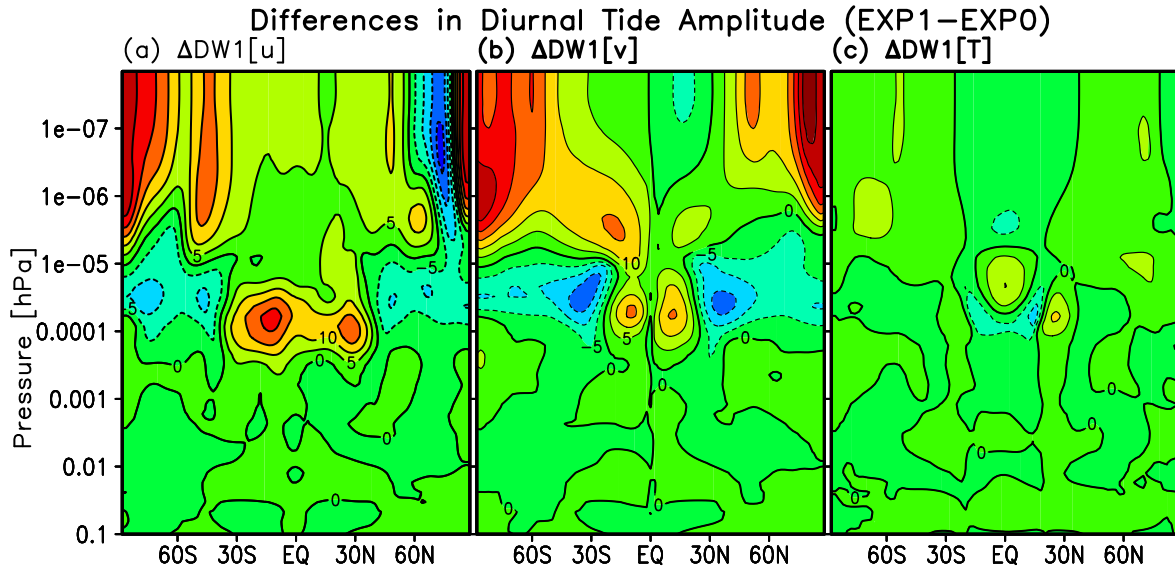 Differences in Diurnal Tide Amplitude (EXP1−EXP0)
(a) ΔDW1[u] (b) ΔDW1[v] (c) ΔDW1[T]
Pressure [hPa]
1e−07
1e−06
1e−05
0.0001
0.001
0.01
0.1
5
5
−5
−5
10
0
5
0
0
0
10
−5
−5
5
0
0
0
0
0
0
0
0
60S 30S EQ 30N 60N
60S 30S EQ 30N 60N
60S 30S EQ 30N 60N